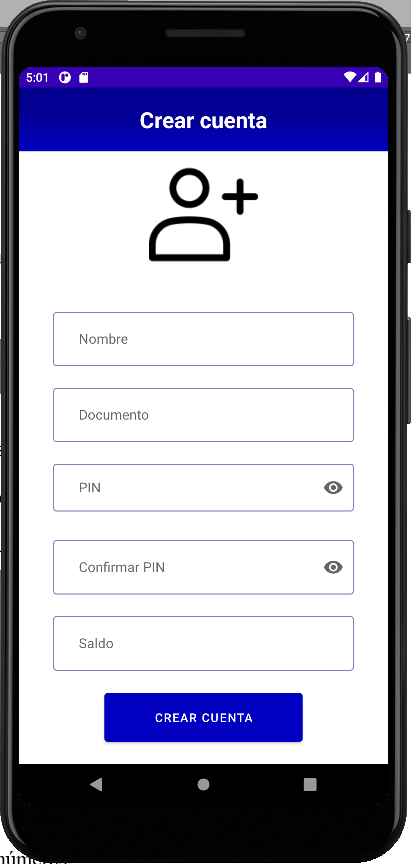 5:01
Crear cuenta
Nombre
Documento
PIN
Confirmar PIN
Saldo
CREAR CUENTA